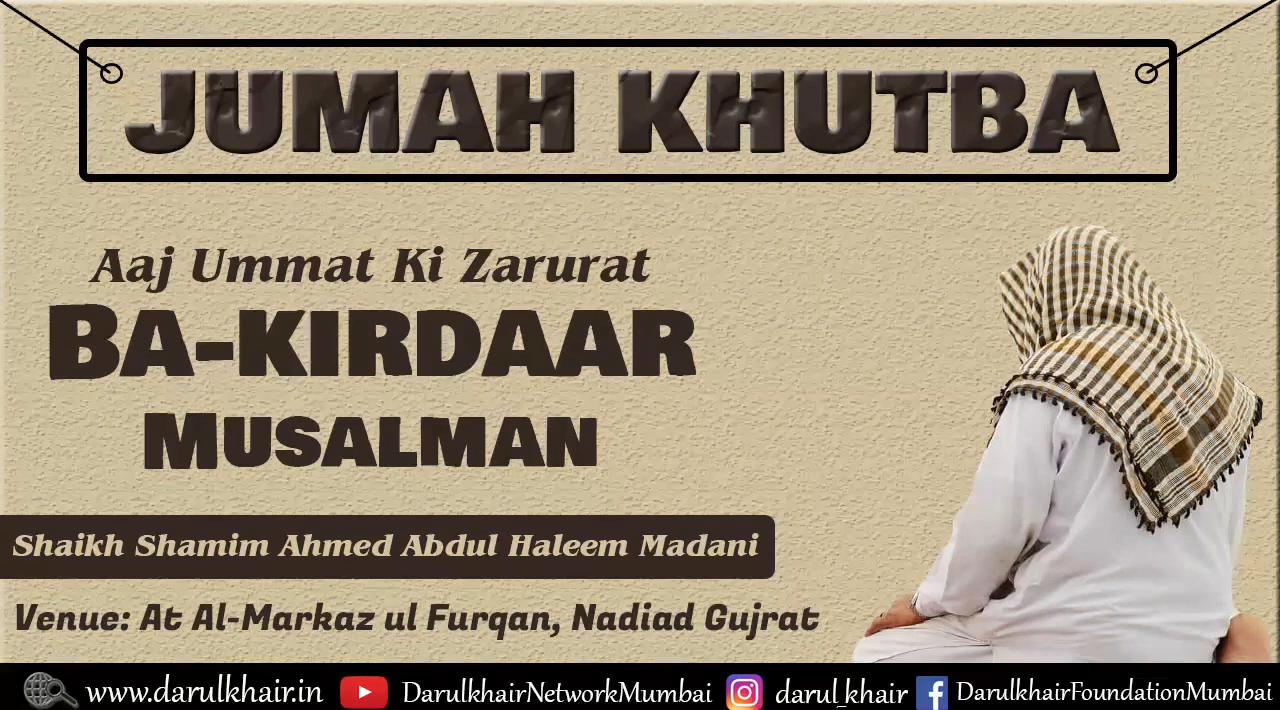 JUMAH KHUTBA
Aaj Ummat Ki Zarurat
BA-KIRDAAR
MUSALMAN
Shaikh Shamim Ahmed Abdul Haleem Madani
Venue: At Al-Markaz ul Furqan, Nadiad Gujrat
www.darulkhair.in DarulkhairNetworkMumbai darul_khair DarulkhairFoundationMumbai